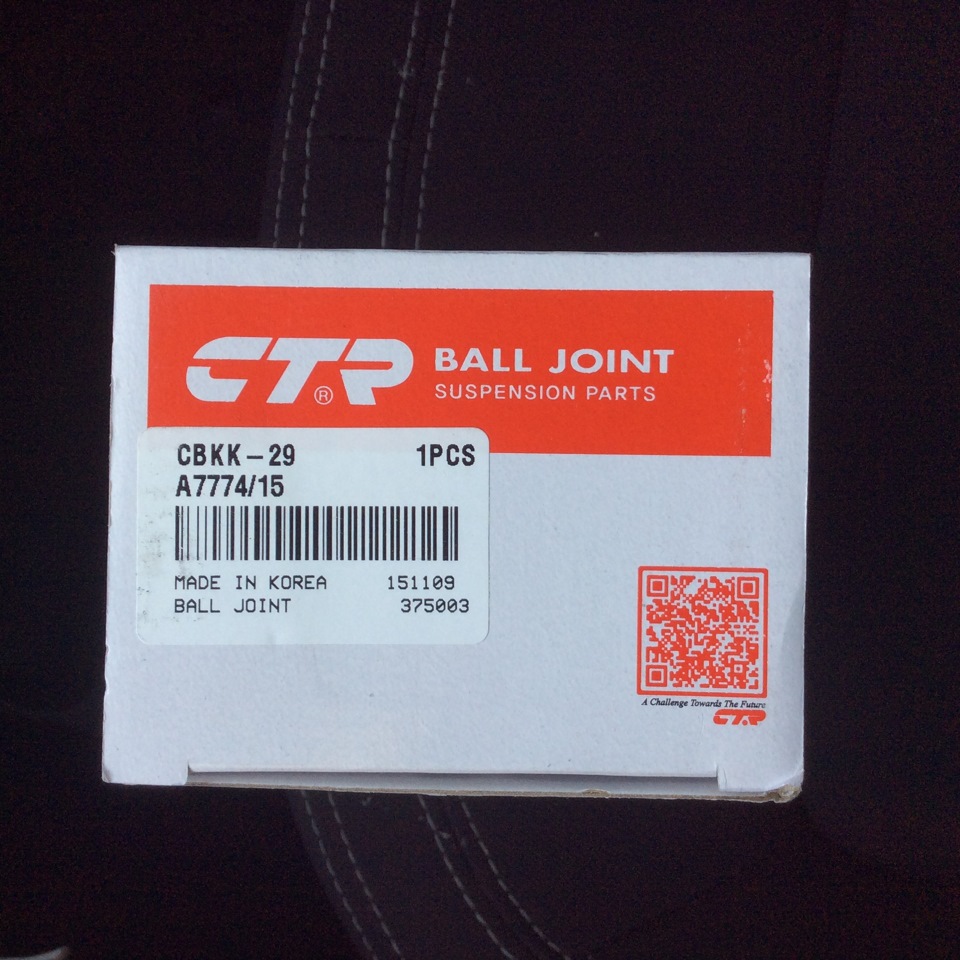 CTR® BALL JOINT
SUSPENSION PARTS
CBKK-29 1PCS
A7774/15
MADE IN KOREA 151109
BALL JOINT 375003
A Challenge Towards The Future
CTR